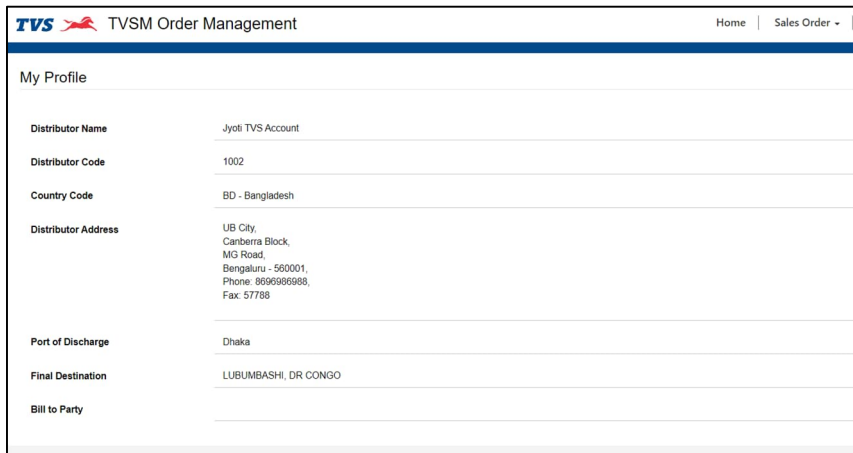 TVS TVSM Order Management Home Sales Order
My Profile
Distributor Name Jyoti TVS Account
Distributor Code 1002
Country Code BD - Bangladesh
Distributor Address UB City,
Canberra Block,
MG Road,
Bengaluru - 560001,
Phone: 8696986988,
Fax: 57788
Port of Discharge Dhaka
Final Destination LUBUMBASHI, DR CONGO
Bill to Party